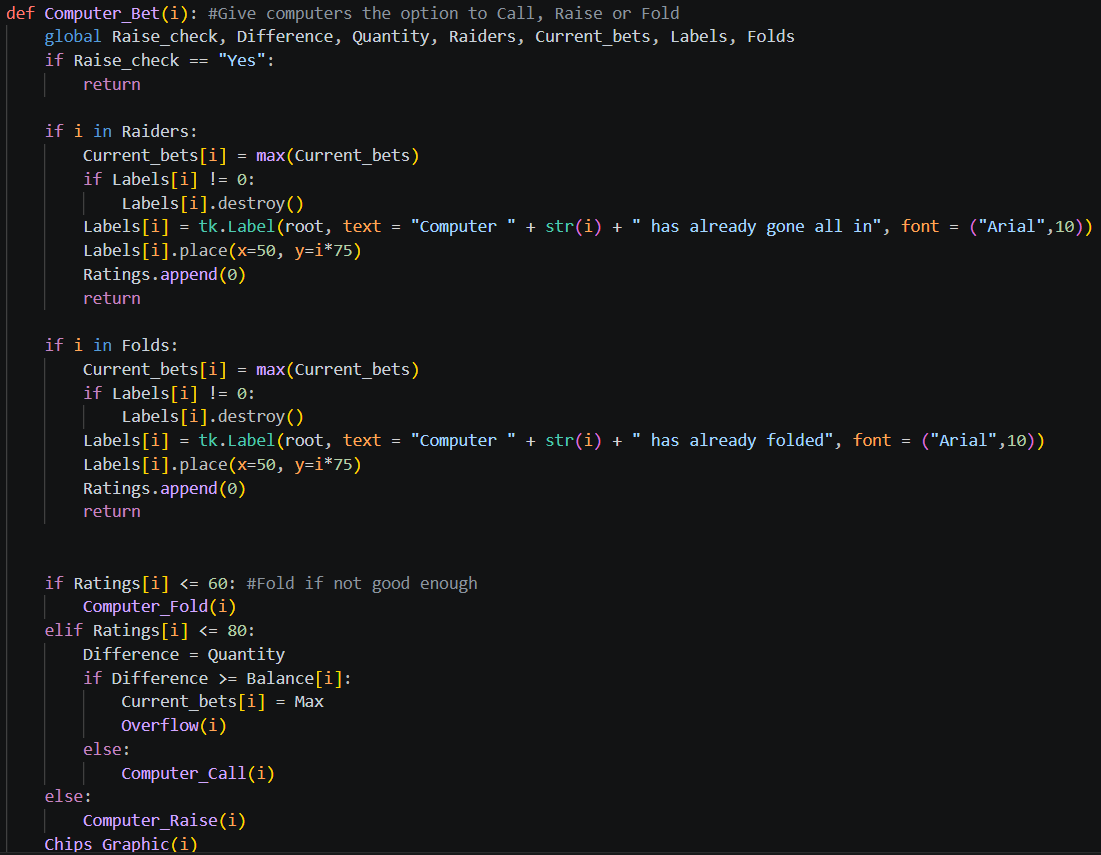 def Computer_Bet(i): #Give computers the option to Call, Raise or Fold
    global Raise_check, Difference, Quantity, Raiders, Current_bets, Labels, Folds
    if Raise_check == "Yes":
        return

    if i in Raiders:
        Current_bets[i] = max(Current_bets)
        if Labels[i] != 0:
            Labels[i].destroy()
        Labels[i] = tk.Label(root, text = "Computer " + str(i) + " has already gone all in", font = ("Arial",10))
        Labels[i].place(x=50, y=i*75)
        Ratings.append(0)
        return

    if i in Folds:
        Current_bets[i] = max(Current_bets)
        if Labels[i] != 0:
            Labels[i].destroy()
        Labels[i] = tk.Label(root, text = "Computer " + str(i) + " has already folded", font = ("Arial",10))
        Labels[i].place(x=50, y=i*75)
        Ratings.append(0)
        return


    if Ratings[i] <= 60: #Fold if not good enough
        Computer_Fold(i)
    elif Ratings[i] <= 80:
        Difference = Quantity
        if Difference >= Balance[i]:
            Current_bets[i] = Max
            Overflow(i)
        else:
            Computer_Call(i)
    else:
        Computer_Raise(i)
    Chips_Graphic(i)